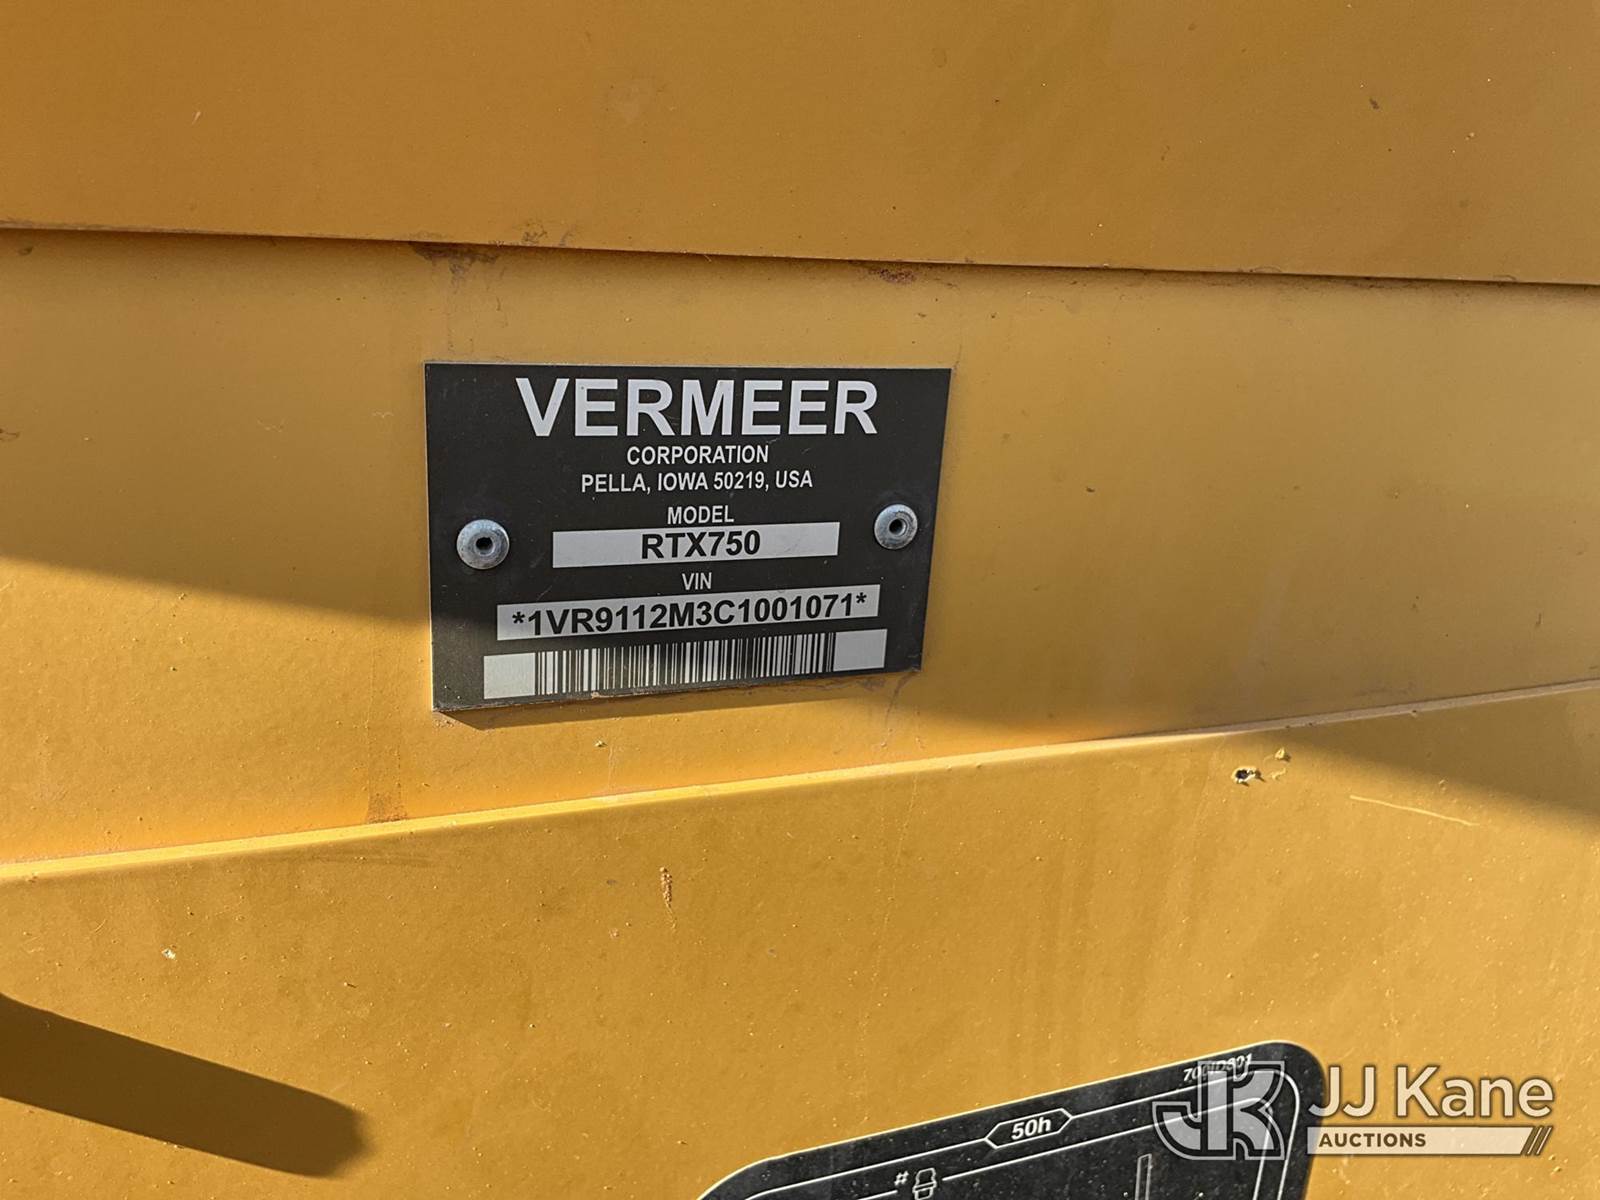 VERMEER
CORPORATION
PELLA, IOWA 50219, USA
MODEL
RTX750
VIN
*1VR9112M3C1001071*
50h
#
JJ Kane
AUCTIONS